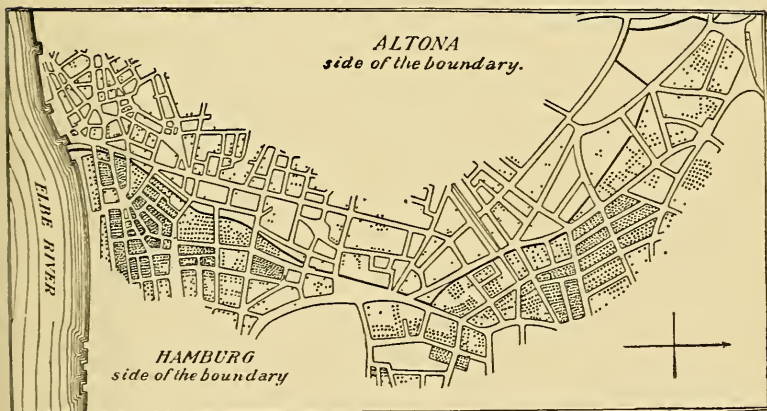 ALTONA
side of the boundary.
ELBE RIVER
HAMBURG
side of the boundary